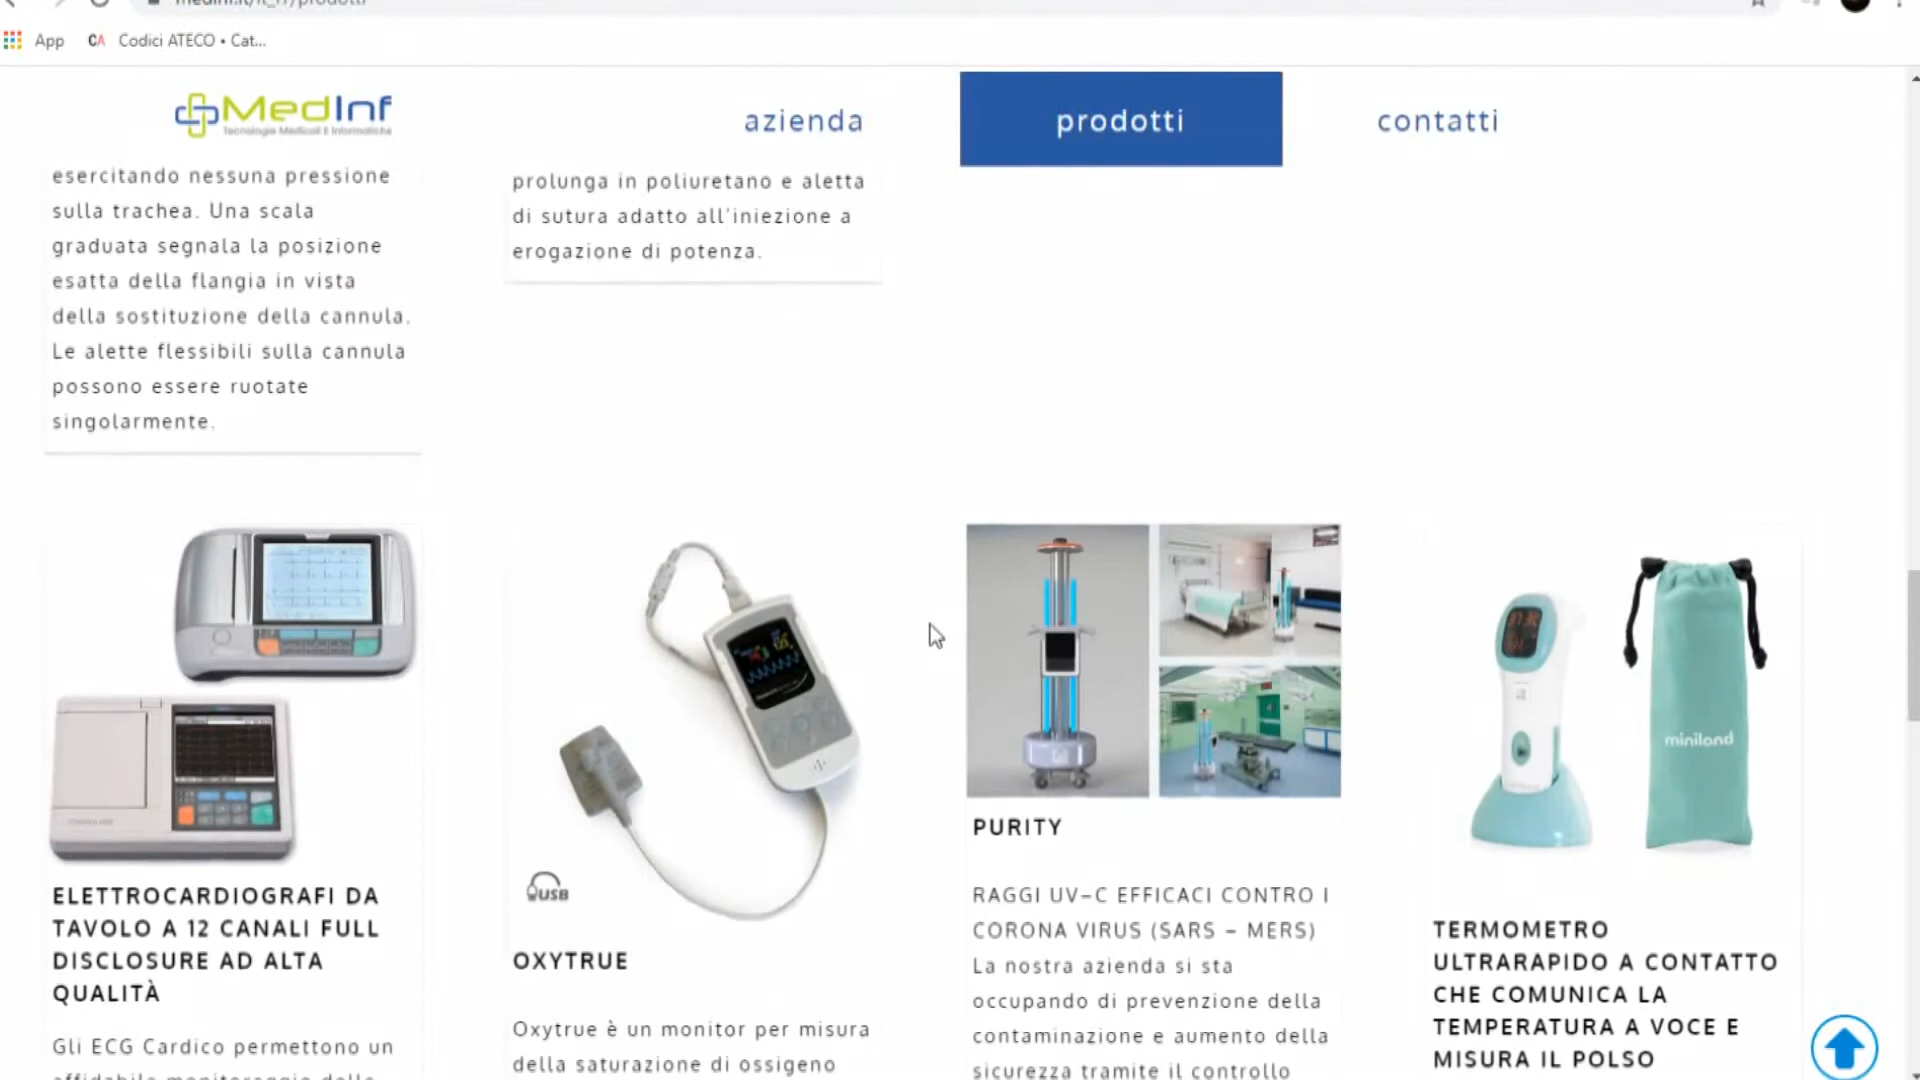 App
CA Codici ATECO • Cat...
MedInf
Tecnologie Medicali E Informatiche
azienda
prodotti
contatti
esercitando nessuna pressione
sulla trachea. Una scala
graduata segnala la posizione
esatta della flangia in vista
della sostituzione della cannula.
Le alette flessibili sulla cannula
possono essere ruotate
singolarmente.
prolunga in poliuretano e aletta
di sutura adatto all'iniezione a
erogazione di potenza.
USB
miniland
ELETTROCARDIOGRAFI DA
TAVOLO A 12 CANALI FULL
DISCLOSURE AD ALTA
QUALITÀ
Gli ECG Cardico permettono un
OXYTRUE
Oxytrue è un monitor per misura
della saturazione di ossigeno
PURITY
RAGGI UV–C EFFICACI CONTRO I
CORONA VIRUS (SARS – MERS)
La nostra azienda si sta
occupando di prevenzione della
contaminazione e aumento della
sicurezza tramite il controllo
TERMOMETRO
ULTRARAPIDO A CONTATTO
CHE COMUNICA LA
TEMPERATURA A VOCE E
MISURA IL POLSO